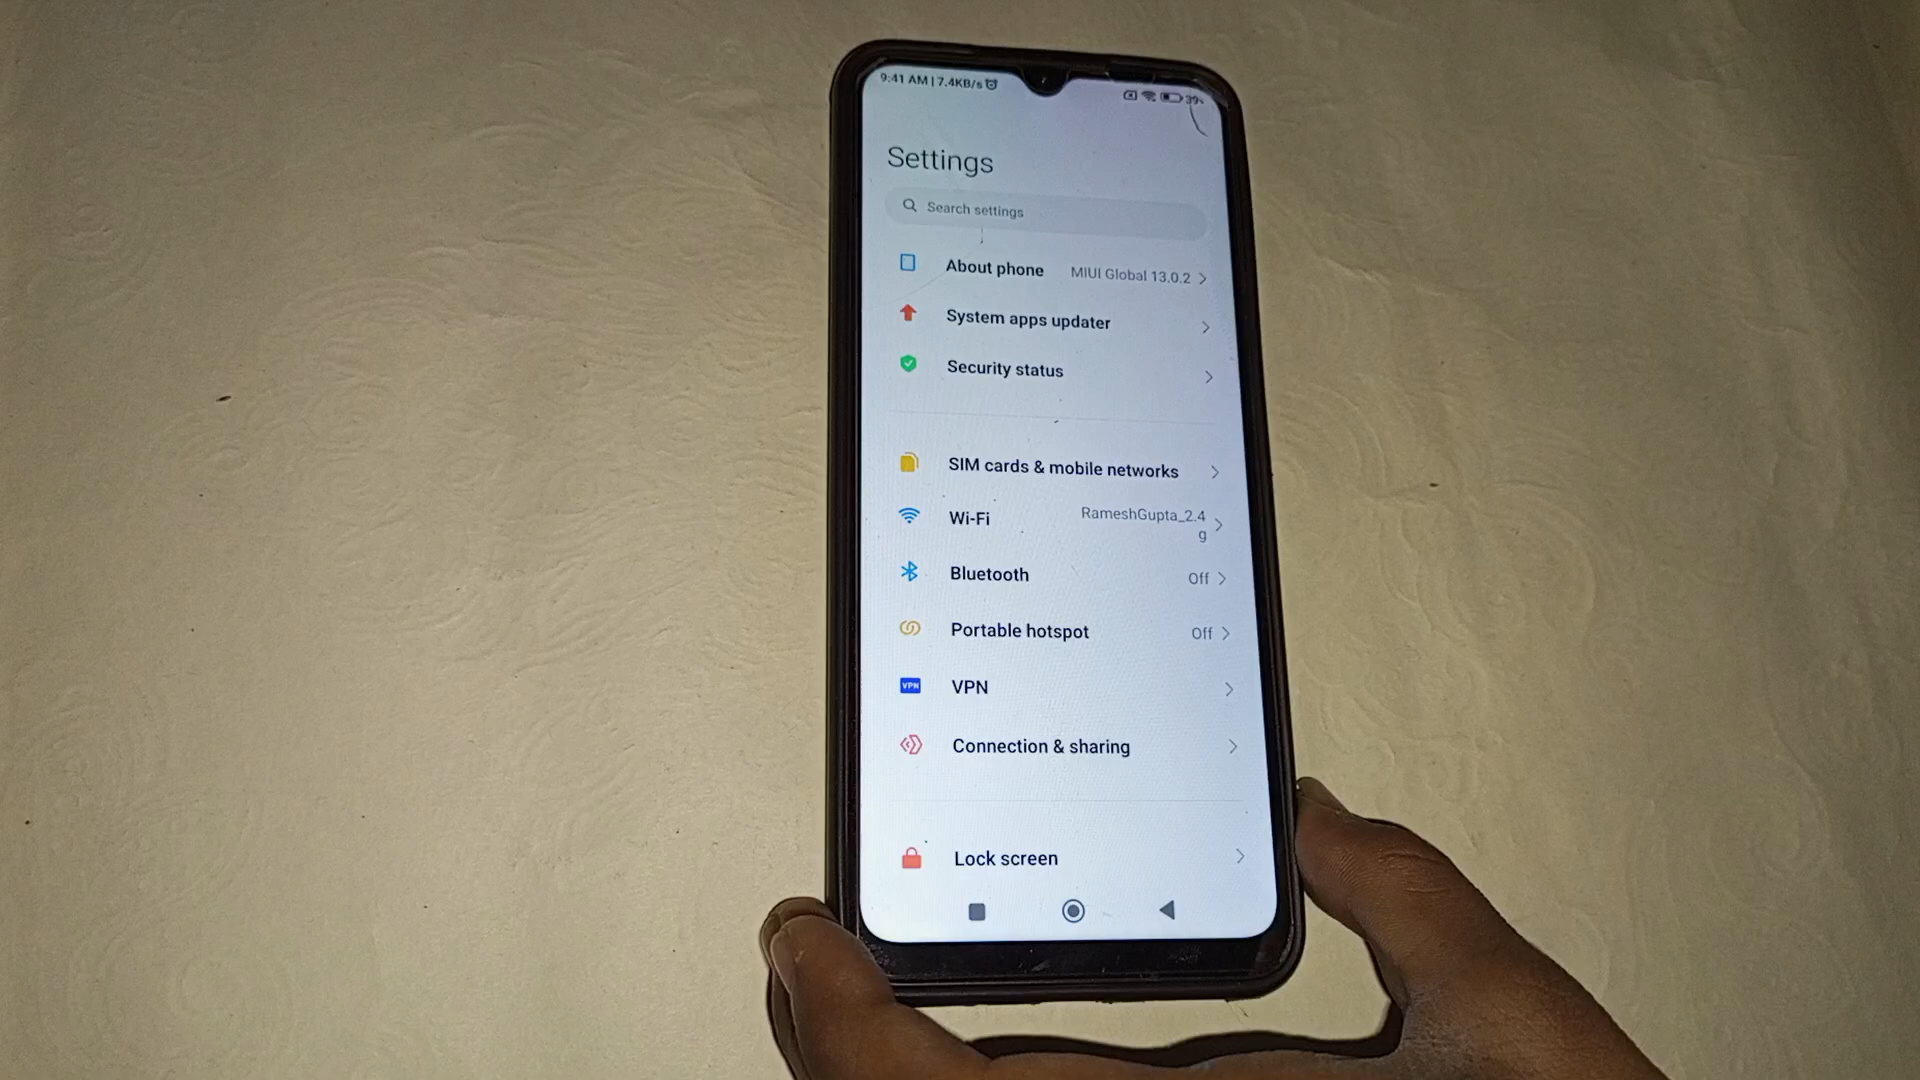 9:41 AM | 7.4KB/s
39%
Settings
Search settings
About phone MIUI Global 13.0.2
System apps updater
Security status
SIM cards & mobile networks
Wi-Fi RameshGupta_2.4
g
Bluetooth Off
Portable hotspot Off
VPN VPN
Connection & sharing
Lock screen